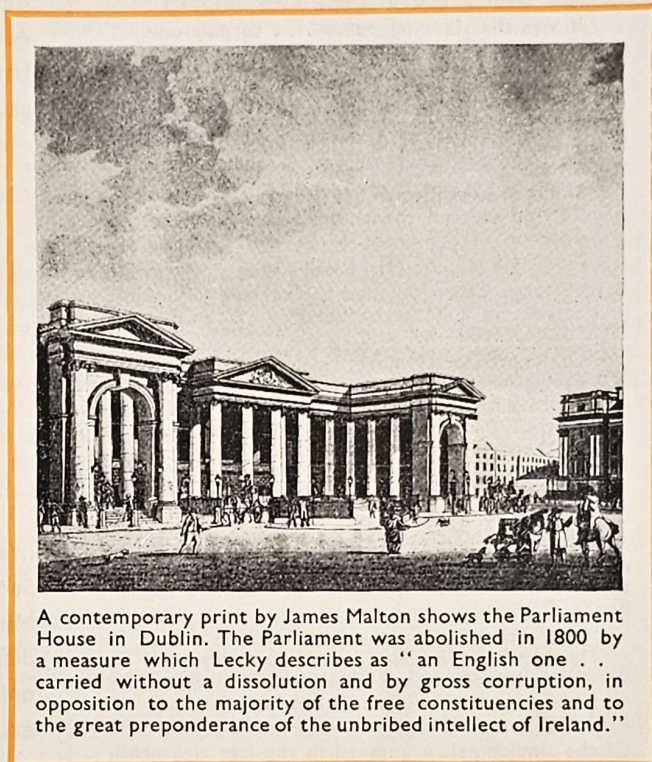 A contemporary print by James Malton shows the Parliament
House in Dublin. The Parliament was abolished in 1800 by
a measure which Lecky describes as “an English one . .
carried without a dissolution and by gross corruption, in
opposition to the majority of the free constituencies and to
the great preponderance of the unbribed intellect of Ireland.”